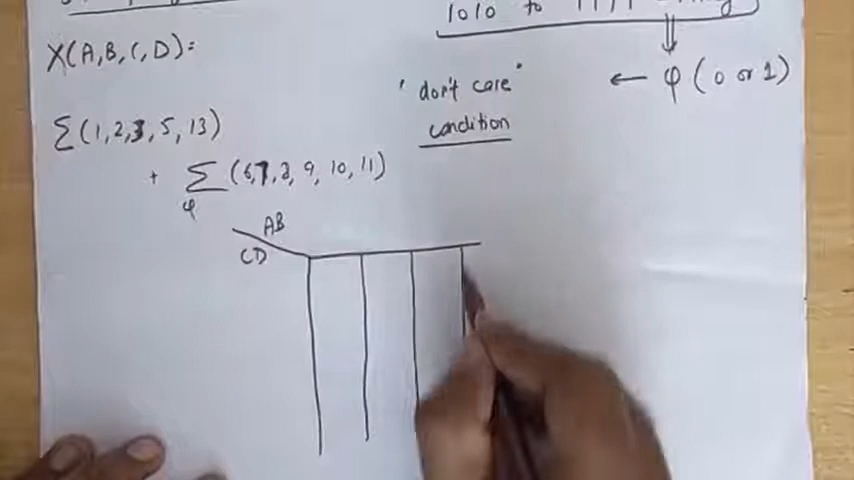 1010 to 1111
X(A,B,C,D):
"don't care"
condition
← φ (0 or 1)
Σ(1,2,3,5,13)
+ Σ (6,7,8,9,10,11)
φ
AB
CD